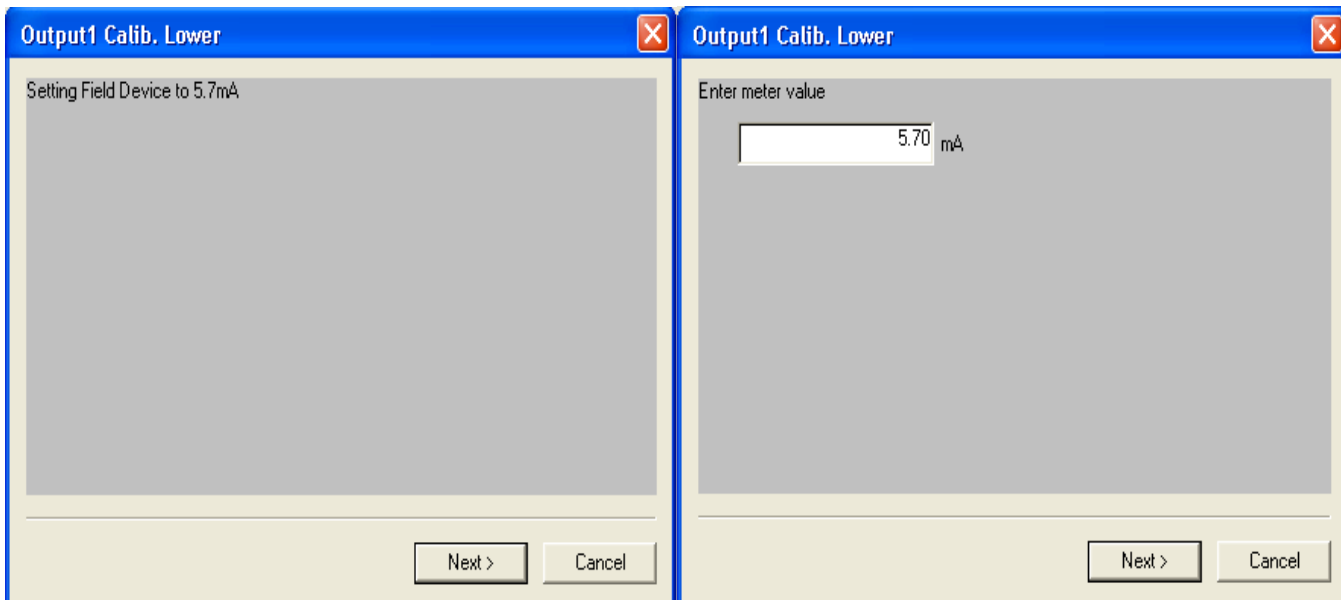 Output1 Calib. Lower
Setting Field Device to 5.7mA
Next >
Cancel
Output1 Calib. Lower
Enter meter value
5.70 mA
Next >
Cancel